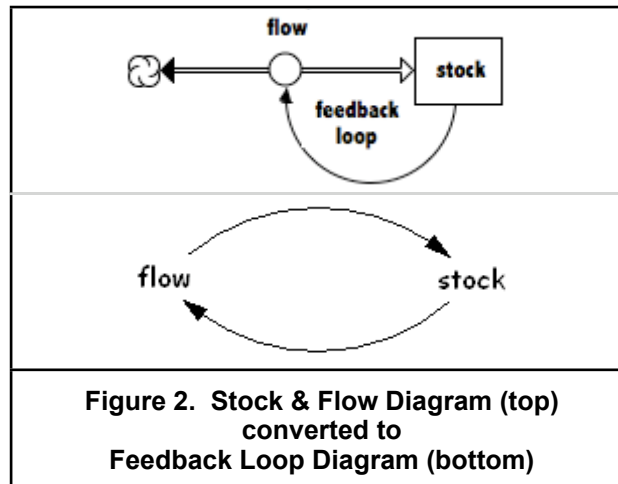 flow
stock
feedback
loop
flow
stock
Figure 2. Stock & Flow Diagram (top)
converted to
Feedback Loop Diagram (bottom)